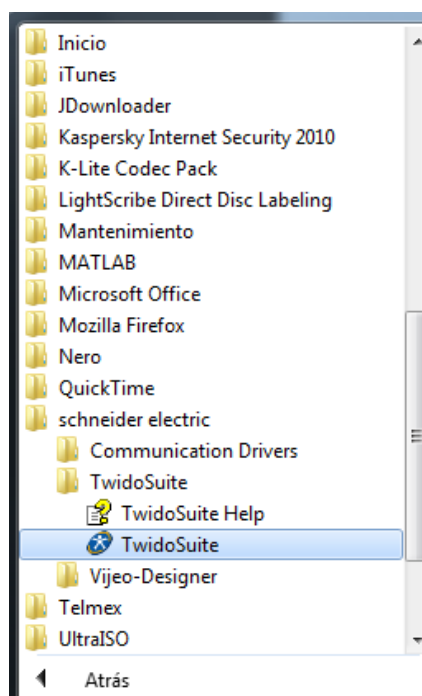 Inicio
iTunes
JDownloader
Kaspersky Internet Security 2010
K-Lite Codec Pack
LightScribe Direct Disc Labeling
Mantenimiento
MATLAB
Microsoft Office
Mozilla Firefox
Nero
QuickTime
schneider electric
Communication Drivers
TwidoSuite
TwidoSuite Help
TwidoSuite
Vijeo-Designer
Telmex
UltraISO
Atrás